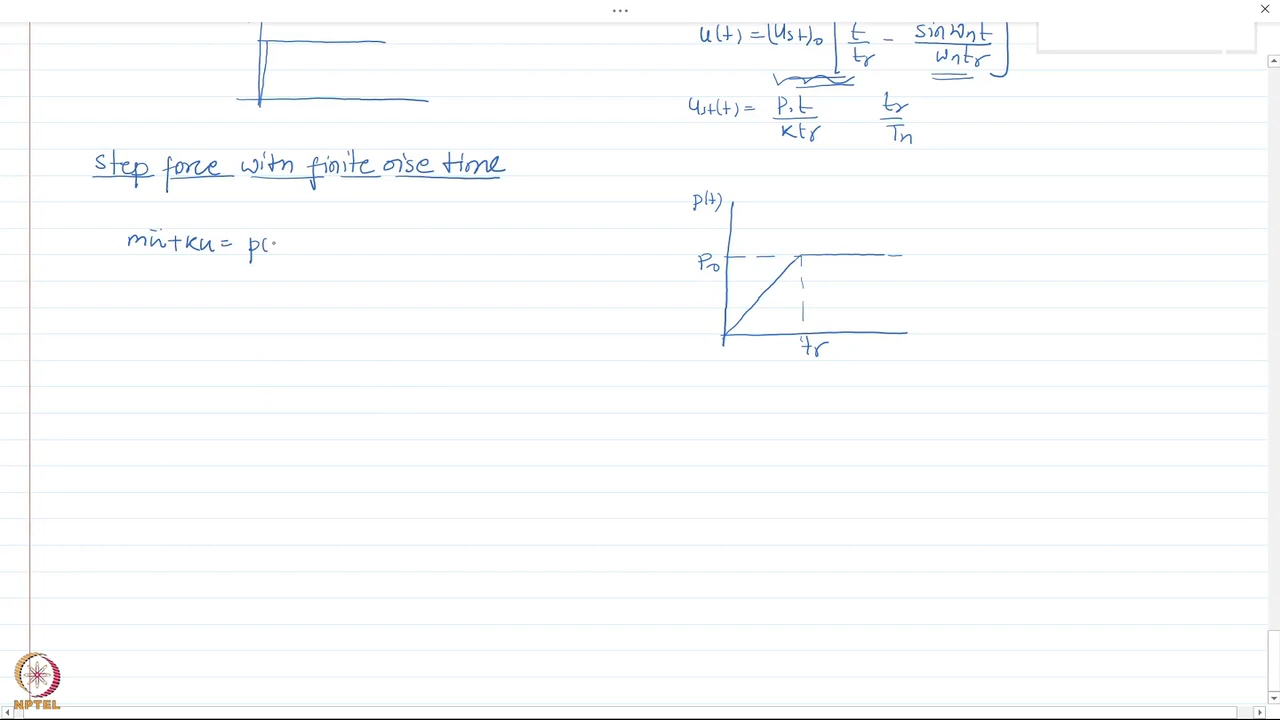 u(t) = (ust)₀ [ t/tr - sin ωnt / ωntr ]
ust(t) = P₀t / Ktr    tr / Tn
Step force with finite rise time
mü + ku = p(
p(t)
P₀
tr
NPTEL